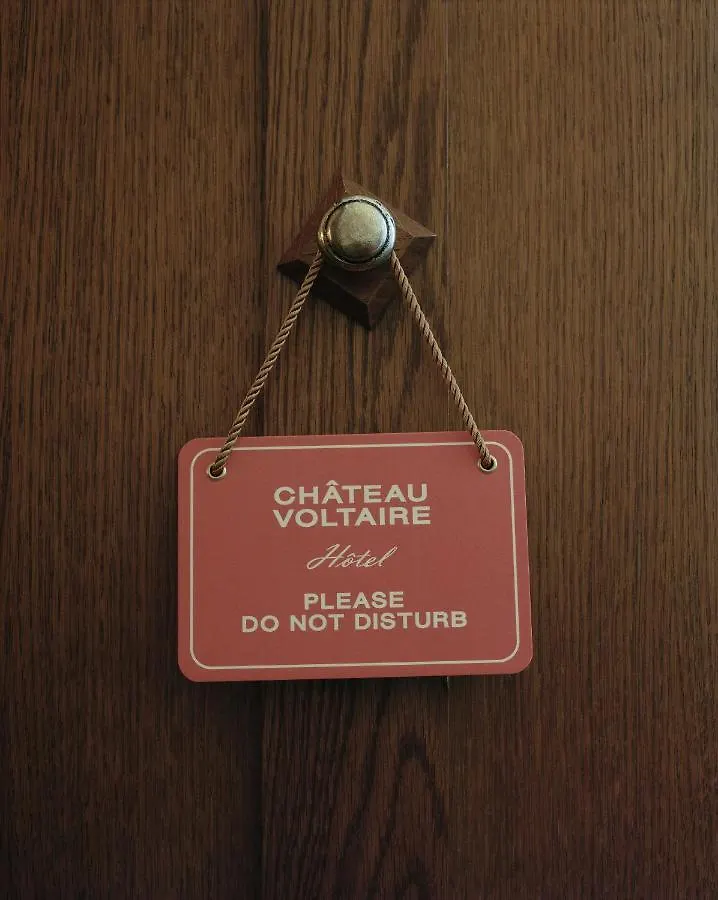 CHÂTEAU
VOLTAIRE
Hôtel
PLEASE
DO NOT DISTURB